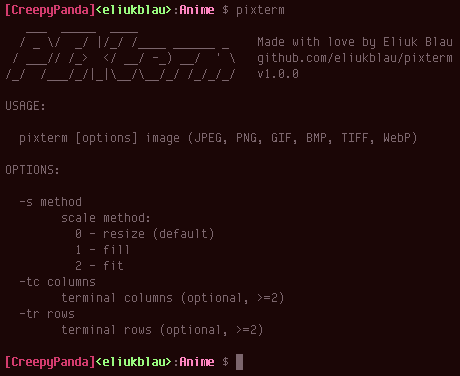 [CreepyPanda]<eliukblau>:Anime $ pixterm
Made with love by Eliuk Blau
github.com/eliukblau/pixterm
v1.0.0
USAGE:
pixterm [options] image (JPEG, PNG, GIF, BMP, TIFF, WebP)
OPTIONS:
-s method
scale method:
0 - resize (default)
1 - fill
2 - fit
-tc columns
terminal columns (optional, >=2)
-tr rows
terminal rows (optional, >=2)
[CreepyPanda]<eliukblau>:Anime $